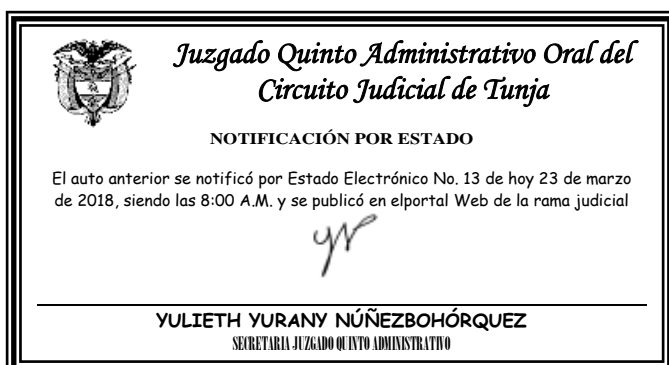 Juzgado Quinto Administrativo Oral del
Circuito Judicial de Tunja
NOTIFICACIÓN POR ESTADO
El auto anterior se notificó por Estado Electrónico No. 13 de hoy 23 de marzo
de 2018, siendo las 8:00 A.M. y se publicó en elportal Web de la rama judicial
YULIETH YURANY NÚÑEZBOHÓRQUEZ
SECRETARIA JUZGADO QUINTO ADMINISTRATIVO